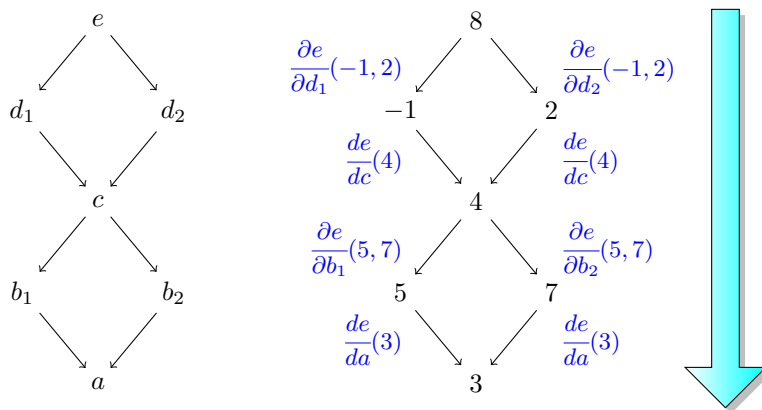 e 8
∂e/∂d₁(−1, 2) ∂e/∂d₂(−1, 2)
d₁ d₂ −1 2
de/dc(4) de/dc(4)
c 4
∂e/∂b₁(5, 7) ∂e/∂b₂(5, 7)
b₁ b₂ 5 7
de/da(3) de/da(3)
a 3